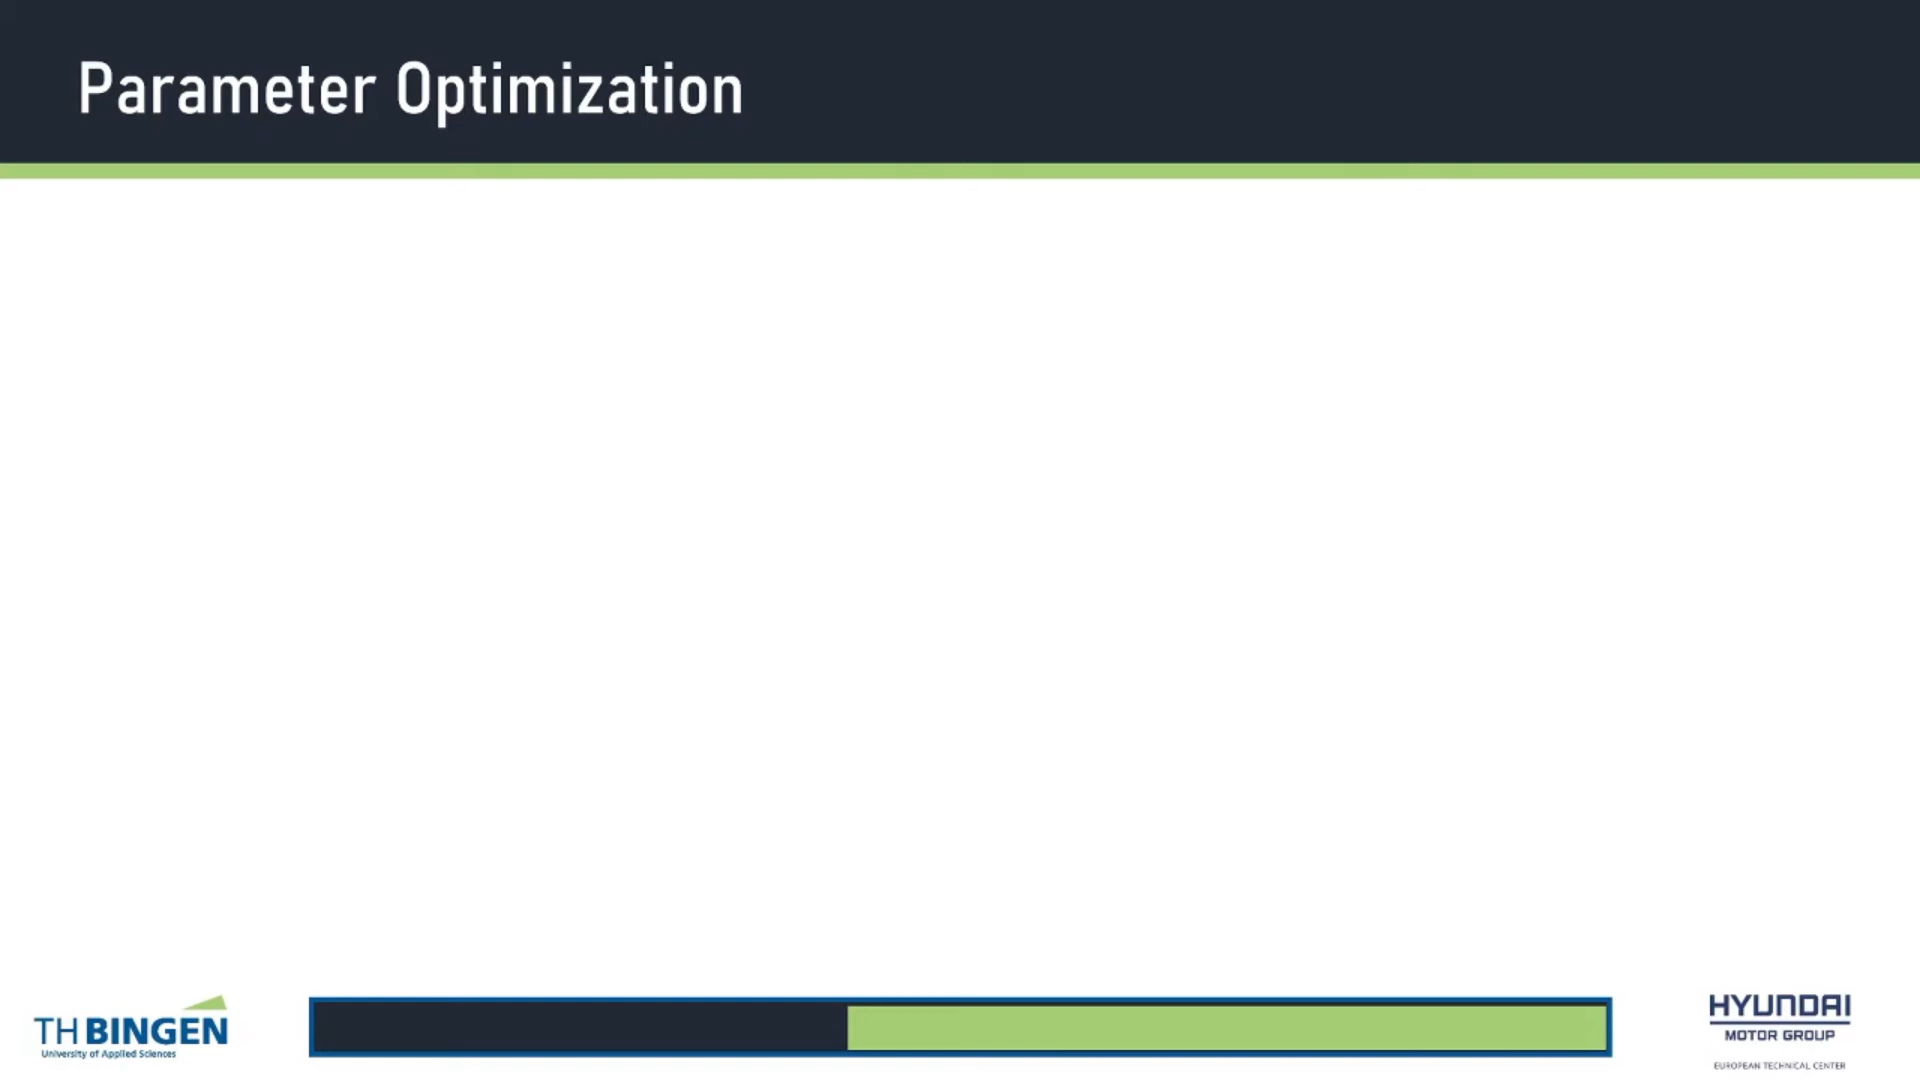 Parameter Optimization
TH BINGEN
University of Applied Sciences
HYUNDAI
MOTOR GROUP
EUROPEAN TECHNICAL CENTER